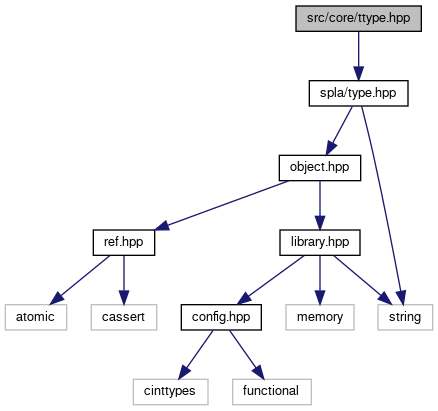 src/core/ttype.hpp
spla/type.hpp
object.hpp
ref.hpp
library.hpp
atomic
cassert
config.hpp
memory
string
cinttypes
functional